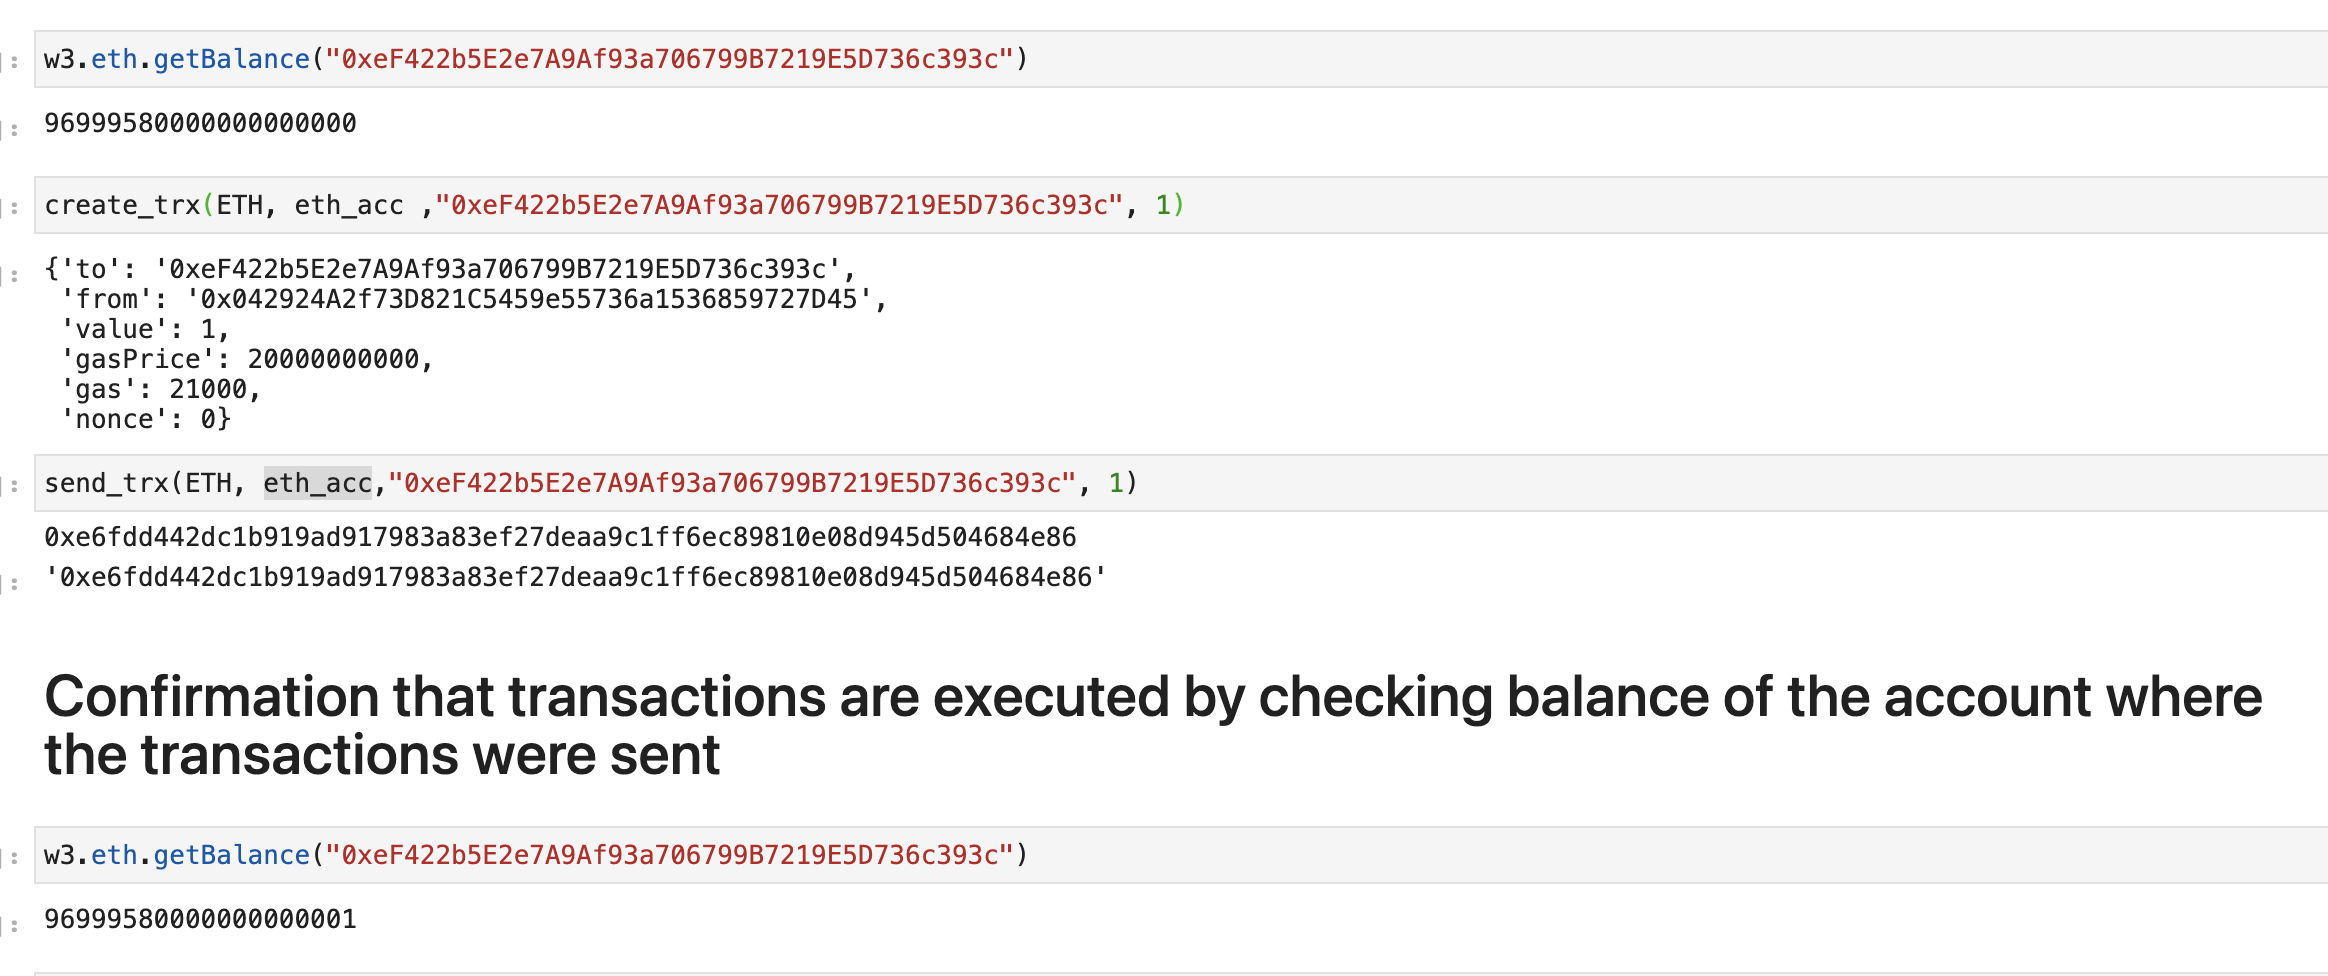 w3.eth.getBalance("0xeF422b5E2e7A9Af93a706799B7219E5D736c393c")
96999580000000000000
create_trx(ETH, eth_acc ,"0xeF422b5E2e7A9Af93a706799B7219E5D736c393c", 1)
{'to': '0xeF422b5E2e7A9Af93a706799B7219E5D736c393c',
'from': '0x042924A2f73D821C5459e55736a1536859727D45',
'value': 1,
'gasPrice': 20000000000,
'gas': 21000,
'nonce': 0}
send_trx(ETH, eth_acc,"0xeF422b5E2e7A9Af93a706799B7219E5D736c393c", 1)
0xe6fdd442dc1b919ad917983a83ef27deaa9c1ff6ec89810e08d945d504684e86
'0xe6fdd442dc1b919ad917983a83ef27deaa9c1ff6ec89810e08d945d504684e86'
Confirmation that transactions are executed by checking balance of the account where
the transactions were sent
w3.eth.getBalance("0xeF422b5E2e7A9Af93a706799B7219E5D736c393c")
96999580000000000001